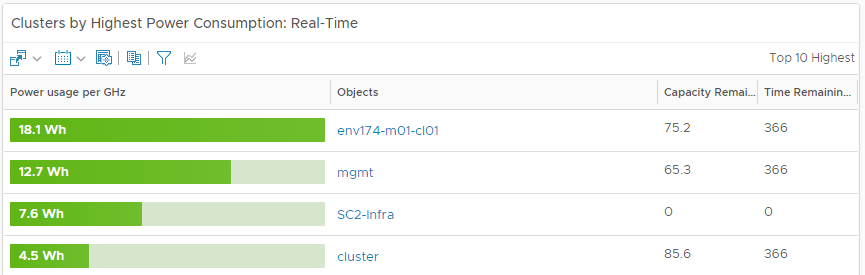 Clusters by Highest Power Consumption: Real-Time
Top 10 Highest
Power usage per GHz Objects Capacity Remai... Time Remainin...
18.1 Wh env174-m01-cl01 75.2 366
12.7 Wh mgmt 65.3 366
7.6 Wh SC2-Infra 0 0
4.5 Wh cluster 85.6 366